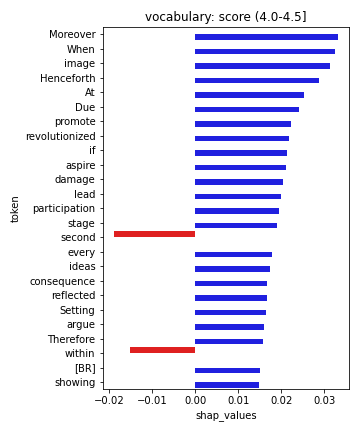 vocabulary: score (4.0-4.5]
Moreover
When
image
Henceforth
At
Due
promote
revolutionized
if
aspire
damage
lead
participation
stage
second
every
ideas
consequence
reflected
Setting
argue
Therefore
within
[BR]
showing
token
−0.02 −0.01 0.00 0.01 0.02 0.03
shap_values